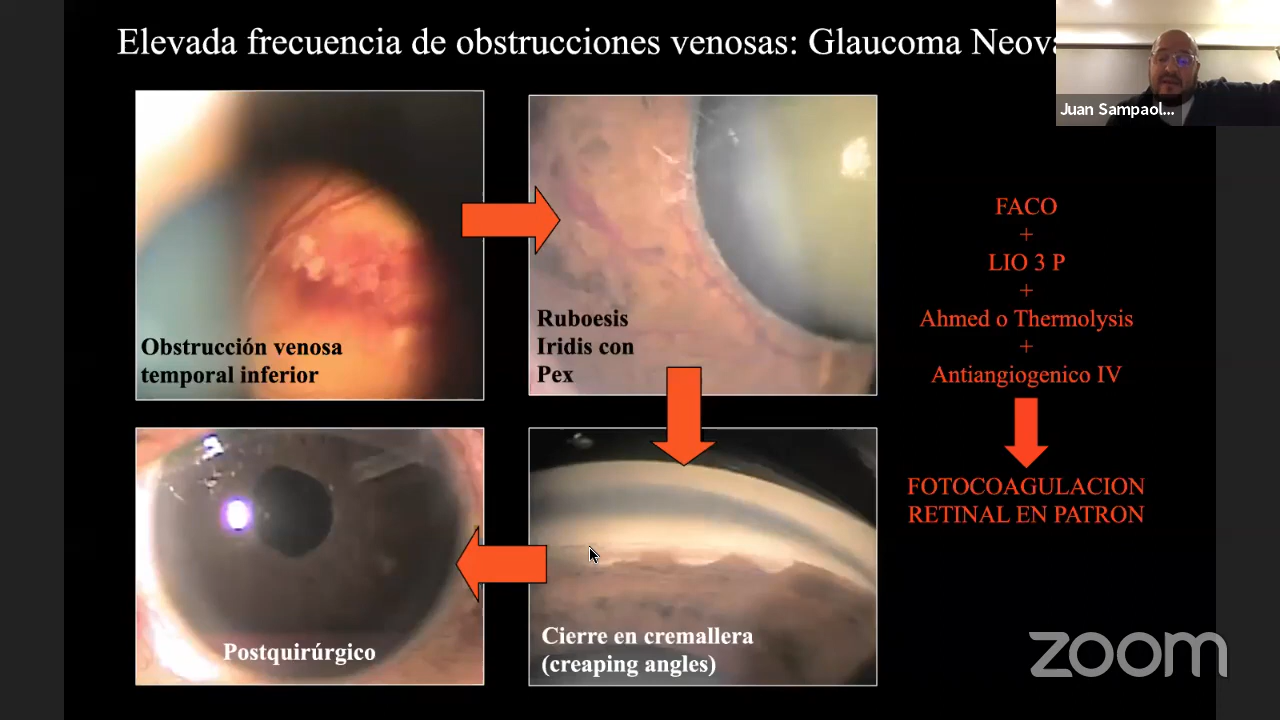 Elevada frecuencia de obstrucciones venosas: Glaucoma
Juan Sampaol...
Obstrucción venosa
temporal inferior
Ruboesis
Iridis con
Pex
FACO
+
LIO 3 P
+
Ahmed o Thermolysis
+
Antiangiogenico IV
FOTOCOAGULACION
RETINAL EN PATRON
Postquirúrgico
Cierre en cremallera
(creaping angles)
zoom